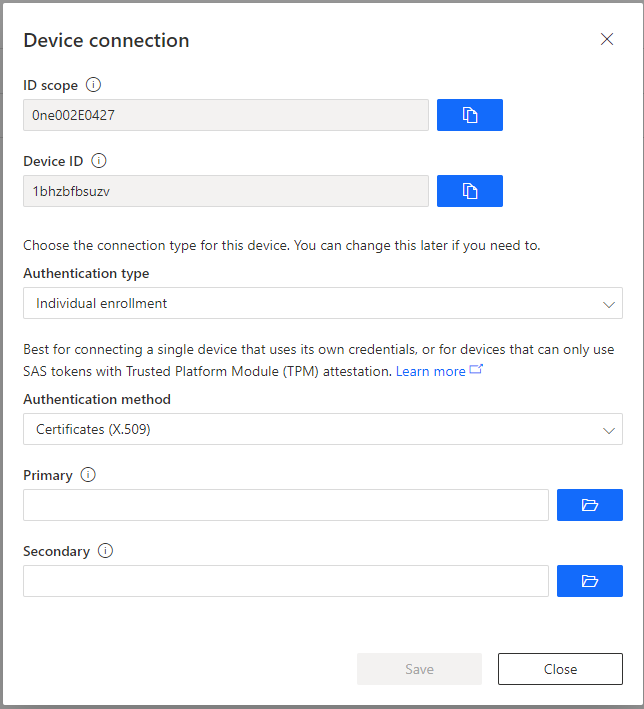 Device connection
ID scope
0ne002E0427
Device ID
1bhzbfbsuzv
Choose the connection type for this device. You can change this later if you need to.
Authentication type
Individual enrollment
Best for connecting a single device that uses its own credentials, or for devices that can only use
SAS tokens with Trusted Platform Module (TPM) attestation. Learn more
Authentication method
Certificates (X.509)
Primary
Secondary
Save
Close